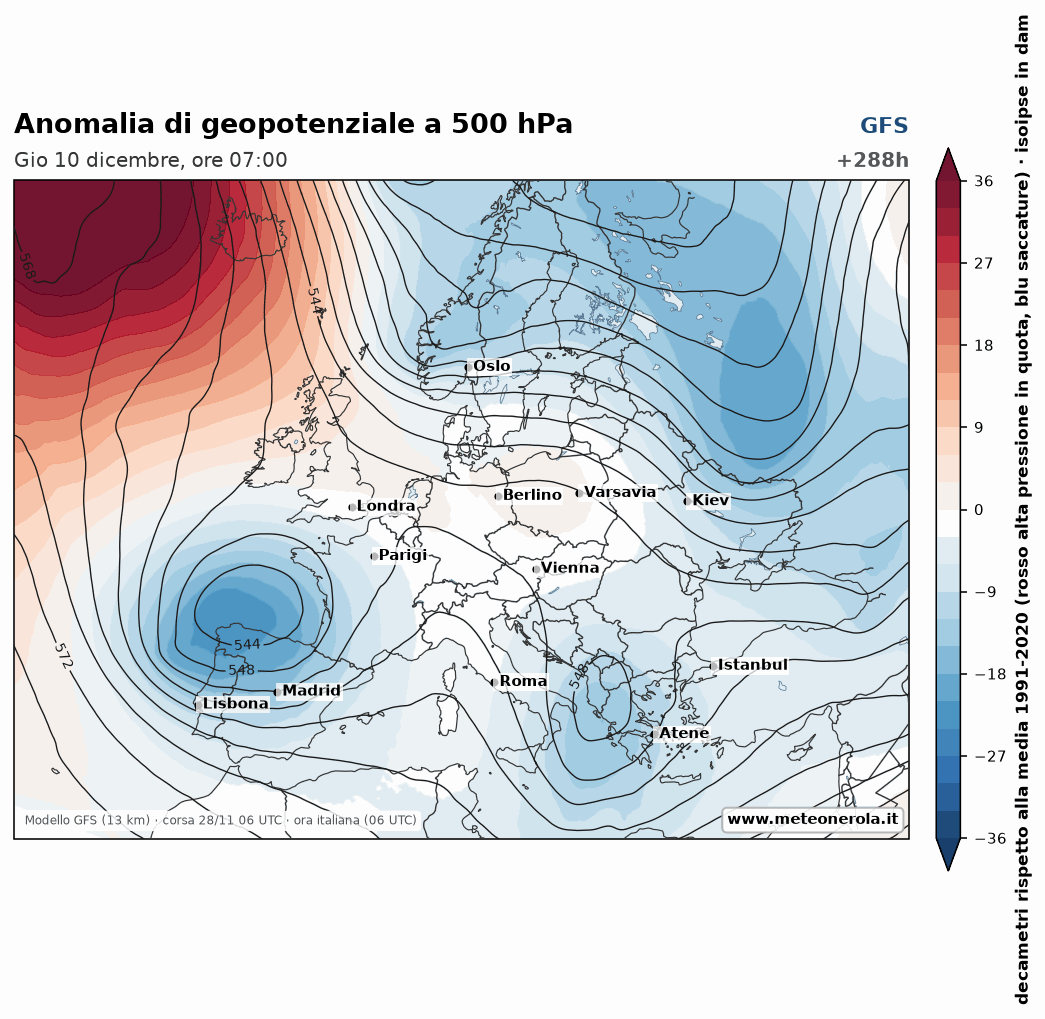 Anomalia di geopotenziale a 500 hPa
GFS
Gio 10 dicembre, ore 07:00
+288h
568
544
Oslo
Londra
Berlino
Varsavia
Kiev
Parigi
Vienna
544
548
572
Madrid
Lisbona
Roma
548
Istanbul
Atene
Modello GFS (13 km) · corsa 28/11 06 UTC · ora italiana (06 UTC)
www.meteonerola.it
36
27
18
9
0
−9
−18
−27
−36
decametri rispetto alla media 1991-2020 (rosso alta pressione in quota, blu saccature) · isoipse in dam